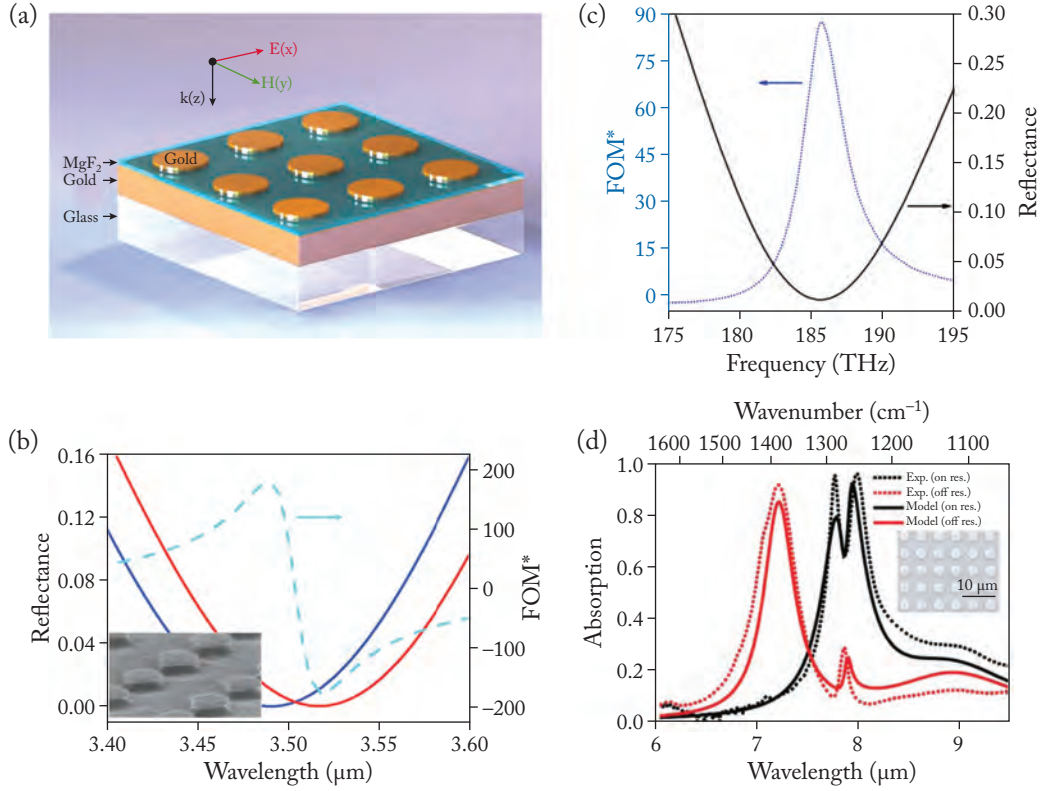 (a)
E(x)
H(y)
k(z)
Gold
MgF2
Gold
Glass
(c)
90
75
60
45
30
15
0
FOM*
0.30
0.25
0.20
0.15
0.10
0.05
0.00
Reflectance
175 180 185 190 195
Frequency (THz)
(b)
0.16
0.12
0.08
0.04
0.00
Reflectance
200
100
0
−100
−200
FOM*
3.40 3.45 3.50 3.55 3.60
Wavelength (μm)
Wavenumber (cm–1)
(d)
1600 1500 1400 1300 1200 1100
1.0
0.8
0.6
0.4
0.2
0.0
Absorption
Exp. (on res.)
Exp. (off res.)
Model (on res.)
Model (off res.)
10 μm
6 7 8 9
Wavelength (μm)